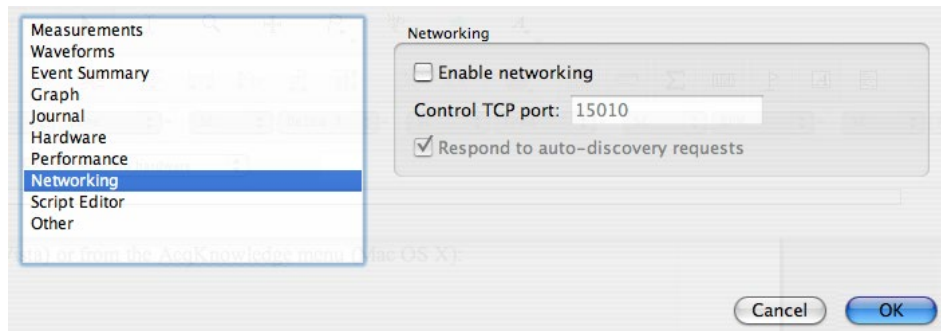 Measurements
Waveforms
Event Summary
Graph
Journal
Hardware
Performance
Networking
Script Editor
Other
Networking
Enable networking
Control TCP port: 15010
Respond to auto-discovery requests
sta) or from the AcqKnowledge menu (Mac OS X):
Cancel
OK